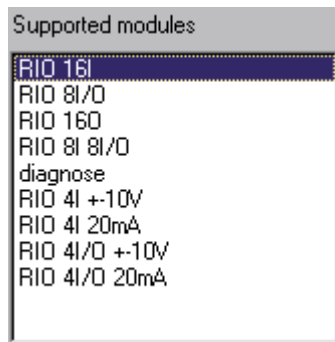 Supported modules
RIO 16I
RIO 8I/O
RIO 16O
RIO 8I 8I/O
diagnose
RIO 4I +-10V
RIO 4I 20mA
RIO 4I/O +-10V
RIO 4I/O 20mA